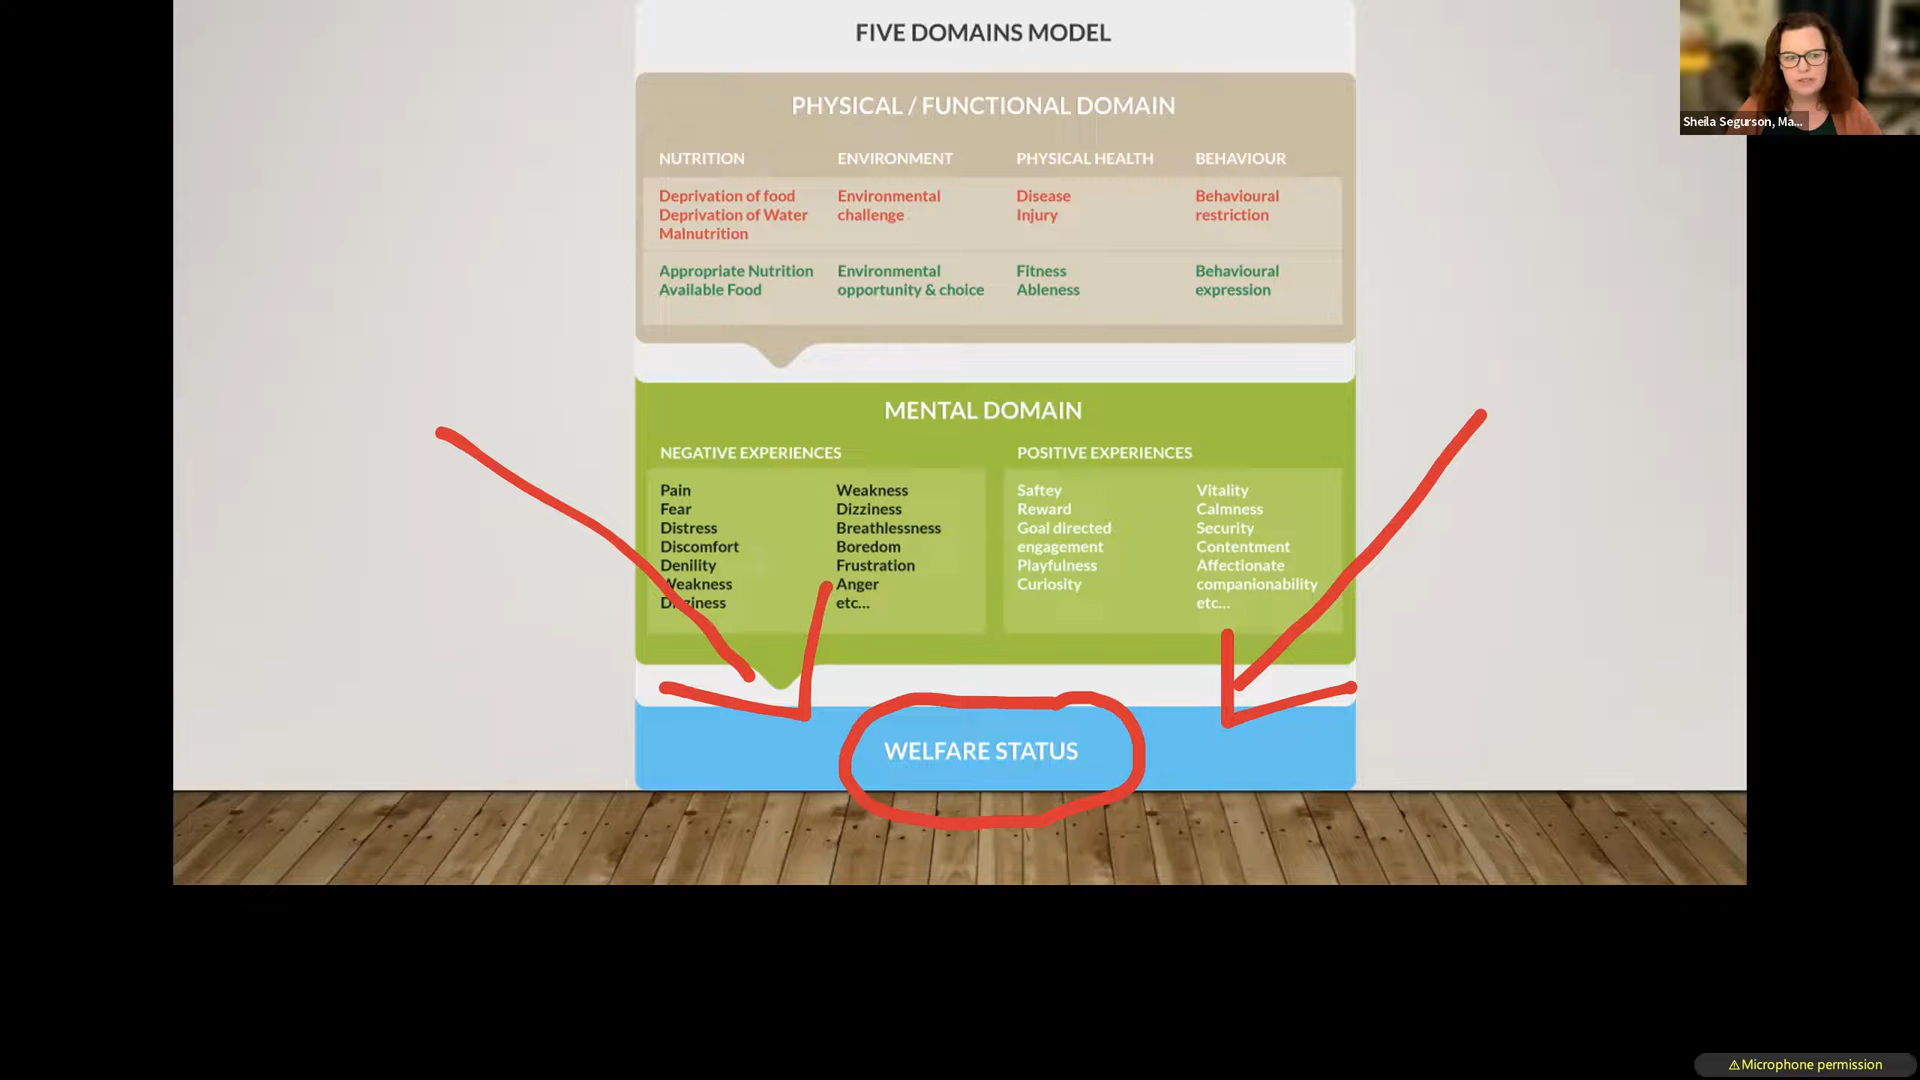 FIVE DOMAINS MODEL
PHYSICAL / FUNCTIONAL DOMAIN
NUTRITION
Deprivation of food
Deprivation of Water
Malnutrition
Appropriate Nutrition
Available Food
ENVIRONMENT
Environmental
challenge
Environmental
opportunity & choice
PHYSICAL HEALTH
Disease
Injury
Fitness
Ableness
BEHAVIOUR
Behavioural
restriction
Behavioural
expression
MENTAL DOMAIN
NEGATIVE EXPERIENCES
Pain
Fear
Distress
Discomfort
Denility
Weakness
Dizziness
Weakness
Dizziness
Breathlessness
Boredom
Frustration
Anger
etc...
POSITIVE EXPERIENCES
Saftey
Reward
Goal directed
engagement
Playfulness
Curiosity
Vitality
Calmness
Security
Contentment
Affectionate
companionability
etc...
WELFARE STATUS
Sheila Segurson, Ma...
⚠Microphone permission